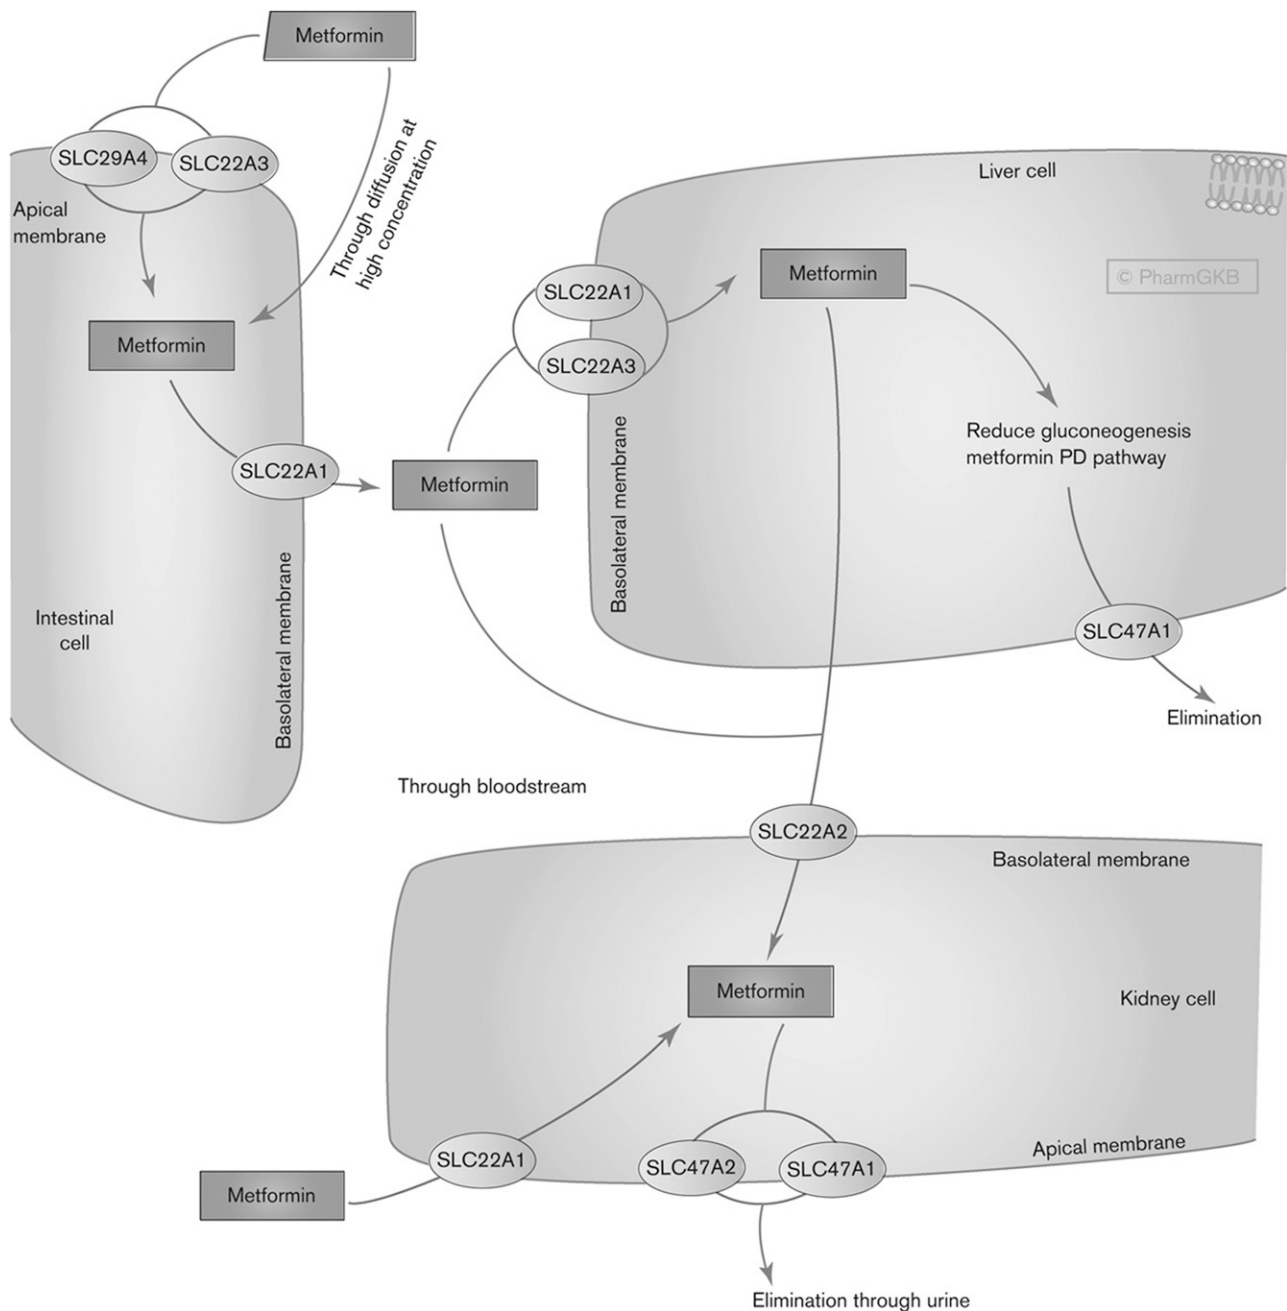 Metformin
SLC29A4
SLC22A3
Through diffusion at
high concentration
Apical
membrane
Metformin
SLC22A1
Basolateral membrane
Intestinal
cell
Metformin
Liver cell
© PharmGKB
SLC22A1
SLC22A3
Metformin
Basolateral membrane
Reduce gluconeogenesis
metformin PD pathway
SLC47A1
Elimination
Through bloodstream
SLC22A2
Basolateral membrane
Metformin
Kidney cell
Apical membrane
SLC22A1
SLC47A2
SLC47A1
Metformin
Elimination through urine